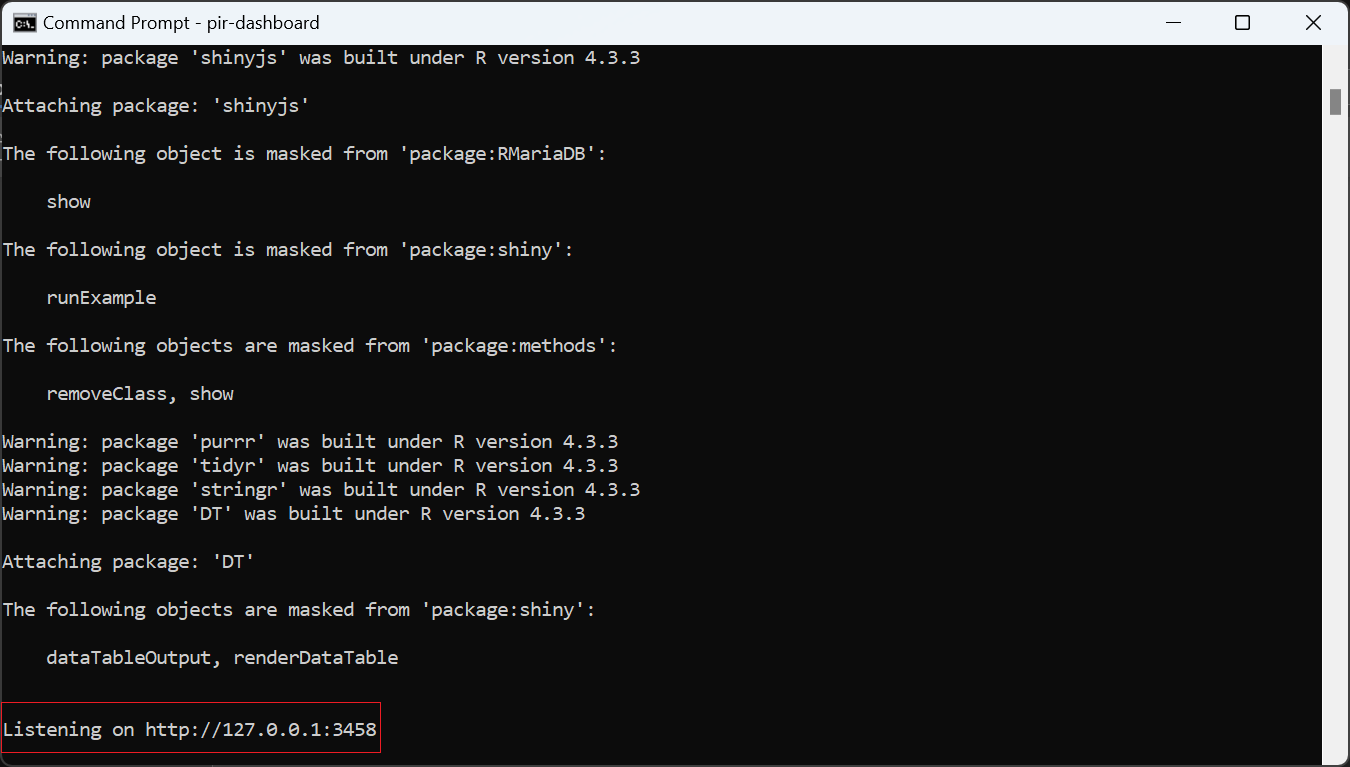 Command Prompt - pir-dashboard
Warning: package 'shinyjs' was built under R version 4.3.3
Attaching package: 'shinyjs'
The following object is masked from 'package:RMariaDB':
show
The following object is masked from 'package:shiny':
runExample
The following objects are masked from 'package:methods':
removeClass, show
Warning: package 'purrr' was built under R version 4.3.3
Warning: package 'tidyr' was built under R version 4.3.3
Warning: package 'stringr' was built under R version 4.3.3
Warning: package 'DT' was built under R version 4.3.3
Attaching package: 'DT'
The following objects are masked from 'package:shiny':
dataTableOutput, renderDataTable
Listening on http://127.0.0.1:3458